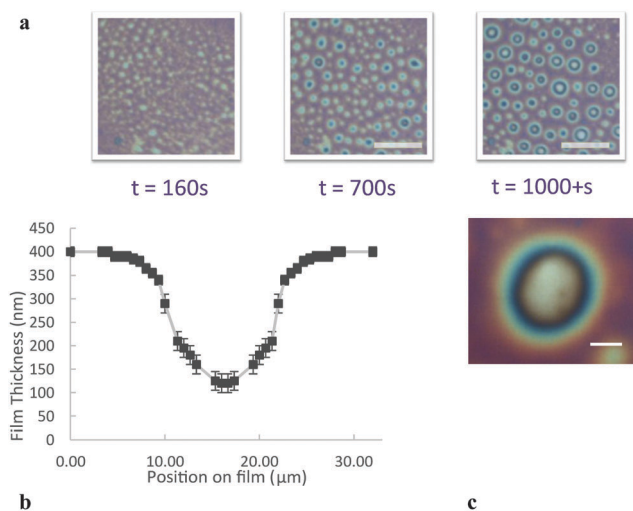 a
t = 160s
t = 700s
t = 1000+s
Film Thickness (nm)
450
400
350
300
250
200
150
100
50
0
0.00
10.00
20.00
30.00
Position on film (μm)
b
c